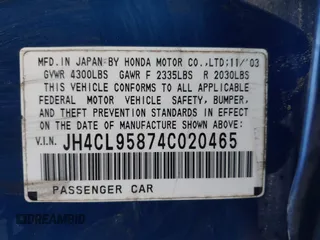 MFD. IN JAPAN BY HONDA MOTOR CO., LTD; 11/'03
GVWR 4300LBS GAWR F 2335LBS R 2030LBS
THIS VEHICLE CONFORMS TO ALL APPLICABLE
FEDERAL MOTOR VEHICLE SAFETY, BUMPER,
AND THEFT PREVENTION STANDARDS IN EFFECT
ON THE DATE OF MANUFACTURE SHOWN ABOVE.
V.I.N. JH4CL95874C020465
PASSENGER CAR
DREAMBID